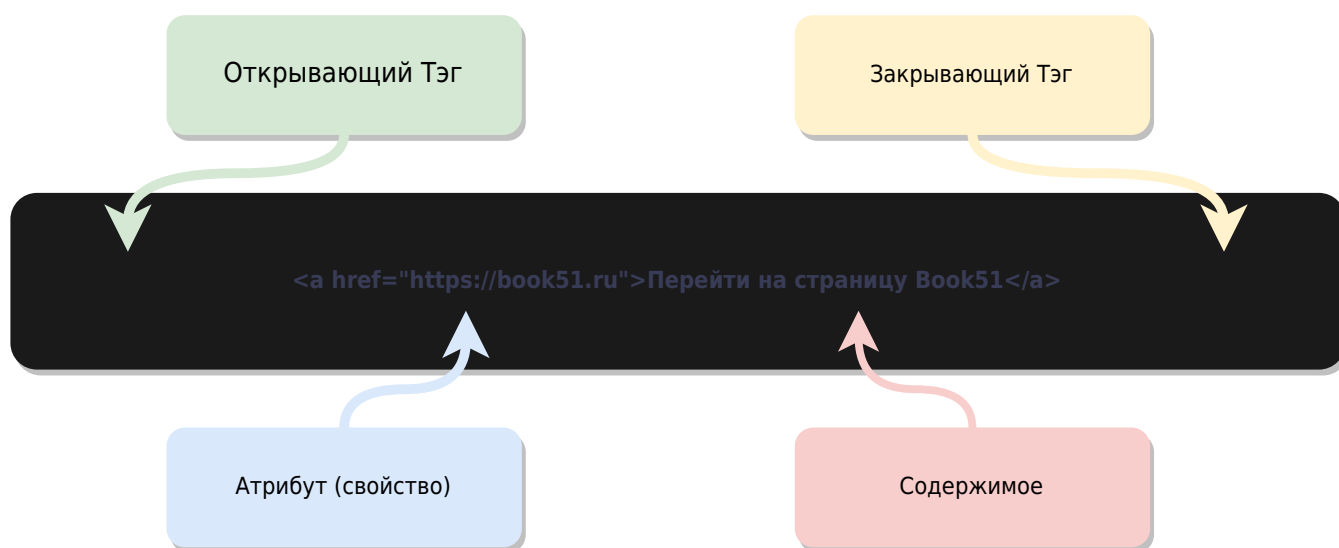 Открывающий Тэг
Закрывающий Тэг
<a href="https://book51.ru">Перейти на страницу Book51</a>
Атрибут (свойство)
Содержимое